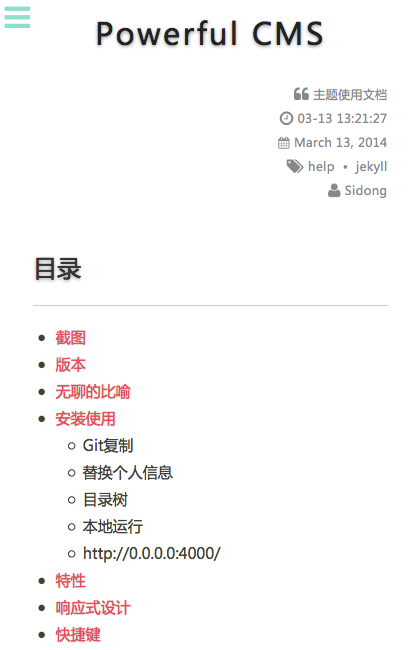 Powerful CMS
主题使用文档
03-13 13:21:27
March 13, 2014
help • jekyll
Sidong
目录
截图
版本
无聊的比喻
安装使用
Git复制
替换个人信息
目录树
本地运行
http://0.0.0.0:4000/
特性
响应式设计
快捷键